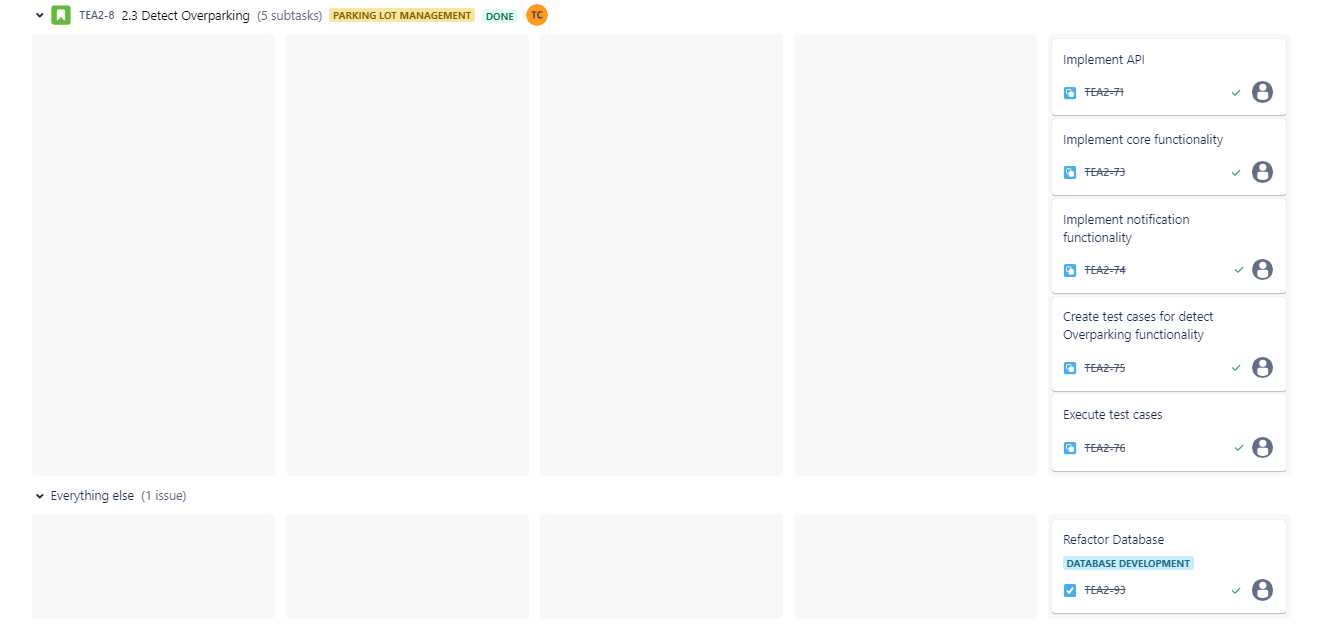 TEA2-8 2.3 Detect Overparking (5 subtasks) PARKING LOT MANAGEMENT DONE TC
Implement API
TEA2-71
Implement core functionality
TEA2-73
Implement notification
functionality
TEA2-74
Create test cases for detect
Overparking functionality
TEA2-75
Execute test cases
TEA2-76
Everything else (1 issue)
Refactor Database
DATABASE DEVELOPMENT
TEA2-93